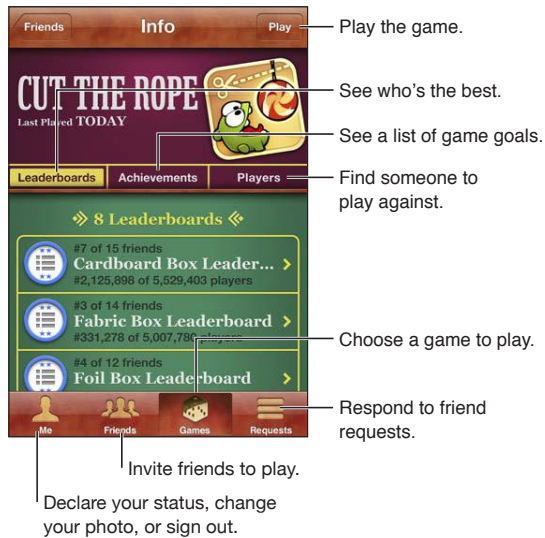 Friends
Info
Play
Play the game.
CUT THE ROPE
Last Played TODAY
See who's the best.
See a list of game goals.
Leaderboards
Achievements
Players
Find someone to
play against.
8 Leaderboards
#7 of 15 friends
Cardboard Box Leader...
#2,125,898 of 5,529,403 players
#3 of 14 friends
Fabric Box Leaderboard
#331,278 of 5,007,780 players
Choose a game to play.
#4 of 12 friends
Foil Box Leaderboard
Me
Friends
Games
Requests
Respond to friend
requests.
Invite friends to play.
Declare your status, change
your photo, or sign out.